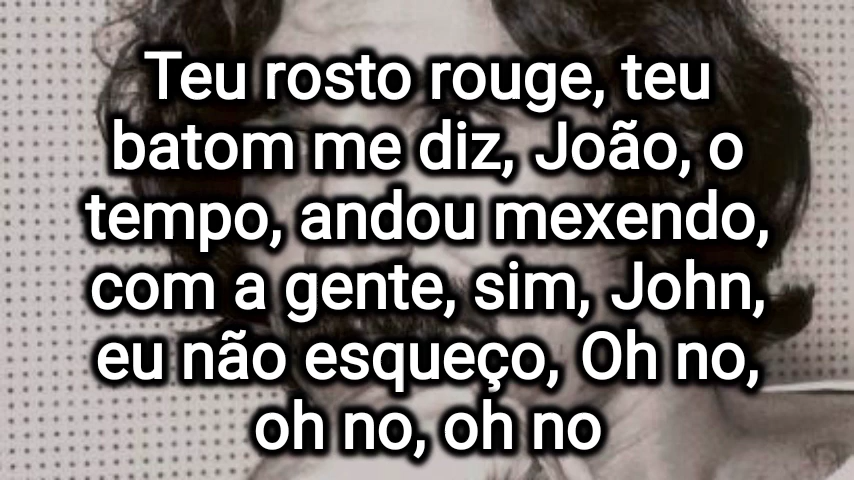 Teu rosto rouge, teu
batom me diz, João, o
tempo, andou mexendo,
com a gente, sim, John,
eu não esqueço, Oh no,
oh no, oh no